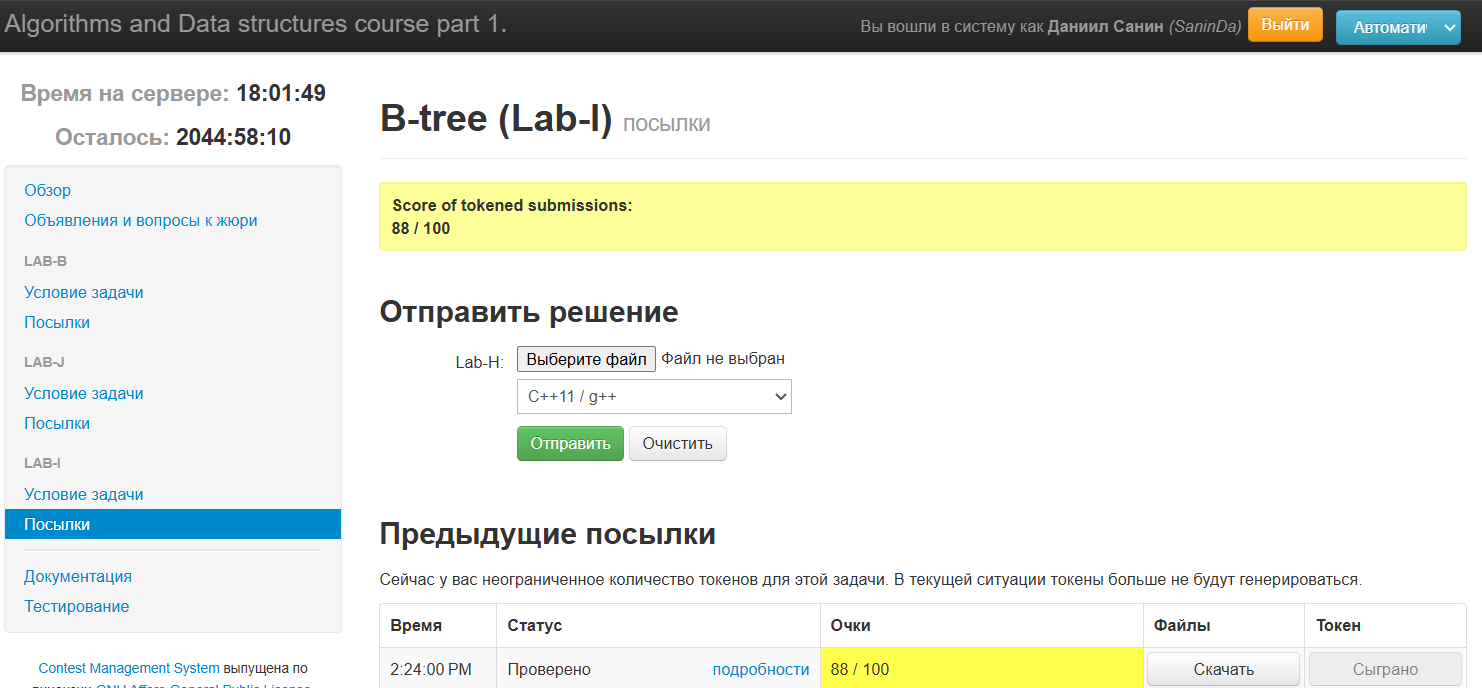 Algorithms and Data structures course part 1.
Вы вошли в систему как Даниил Санин (SaninDa) Выйти
Время на сервере: 18:01:49
Осталось: 2044:58:10
Обзор
Объявления и вопросы к жюри
LAB-B
Условие задачи
Посылки
LAB-J
Условие задачи
Посылки
LAB-I
Условие задачи
Посылки
Документация
Тестирование
Contest Management System выпущена по
B-tree (Lab-I) посылки
Score of tokened submissions:
88 / 100
Отправить решение
Lab-H: Выберите файл Файл не выбран
C++11 / g++
Отправить Очистить
Предыдущие посылки
Сейчас у вас неограниченное количество токенов для этой задачи. В текущей ситуации токены больше не будут генерироваться.
Время Статус Очки Файлы Токен
2:24:00 PM Проверено подробности 88 / 100 Скачать Сыграно